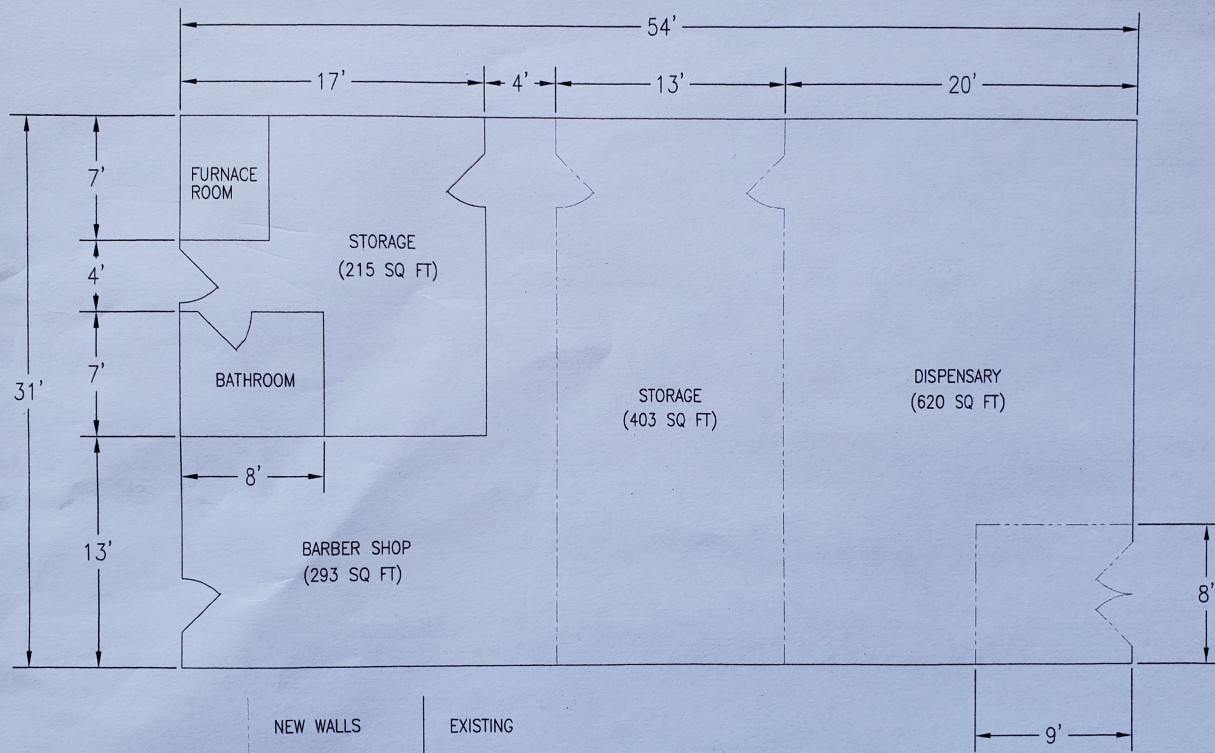 54'
17'
4'
13'
20'
7'
FURNACE
ROOM
STORAGE
(215 SQ FT)
4'
7'
BATHROOM
31'
DISPENSARY
(620 SQ FT)
STORAGE
(403 SQ FT)
8'
13'
BARBER SHOP
(293 SQ FT)
8'
NEW WALLS
EXISTING
9'